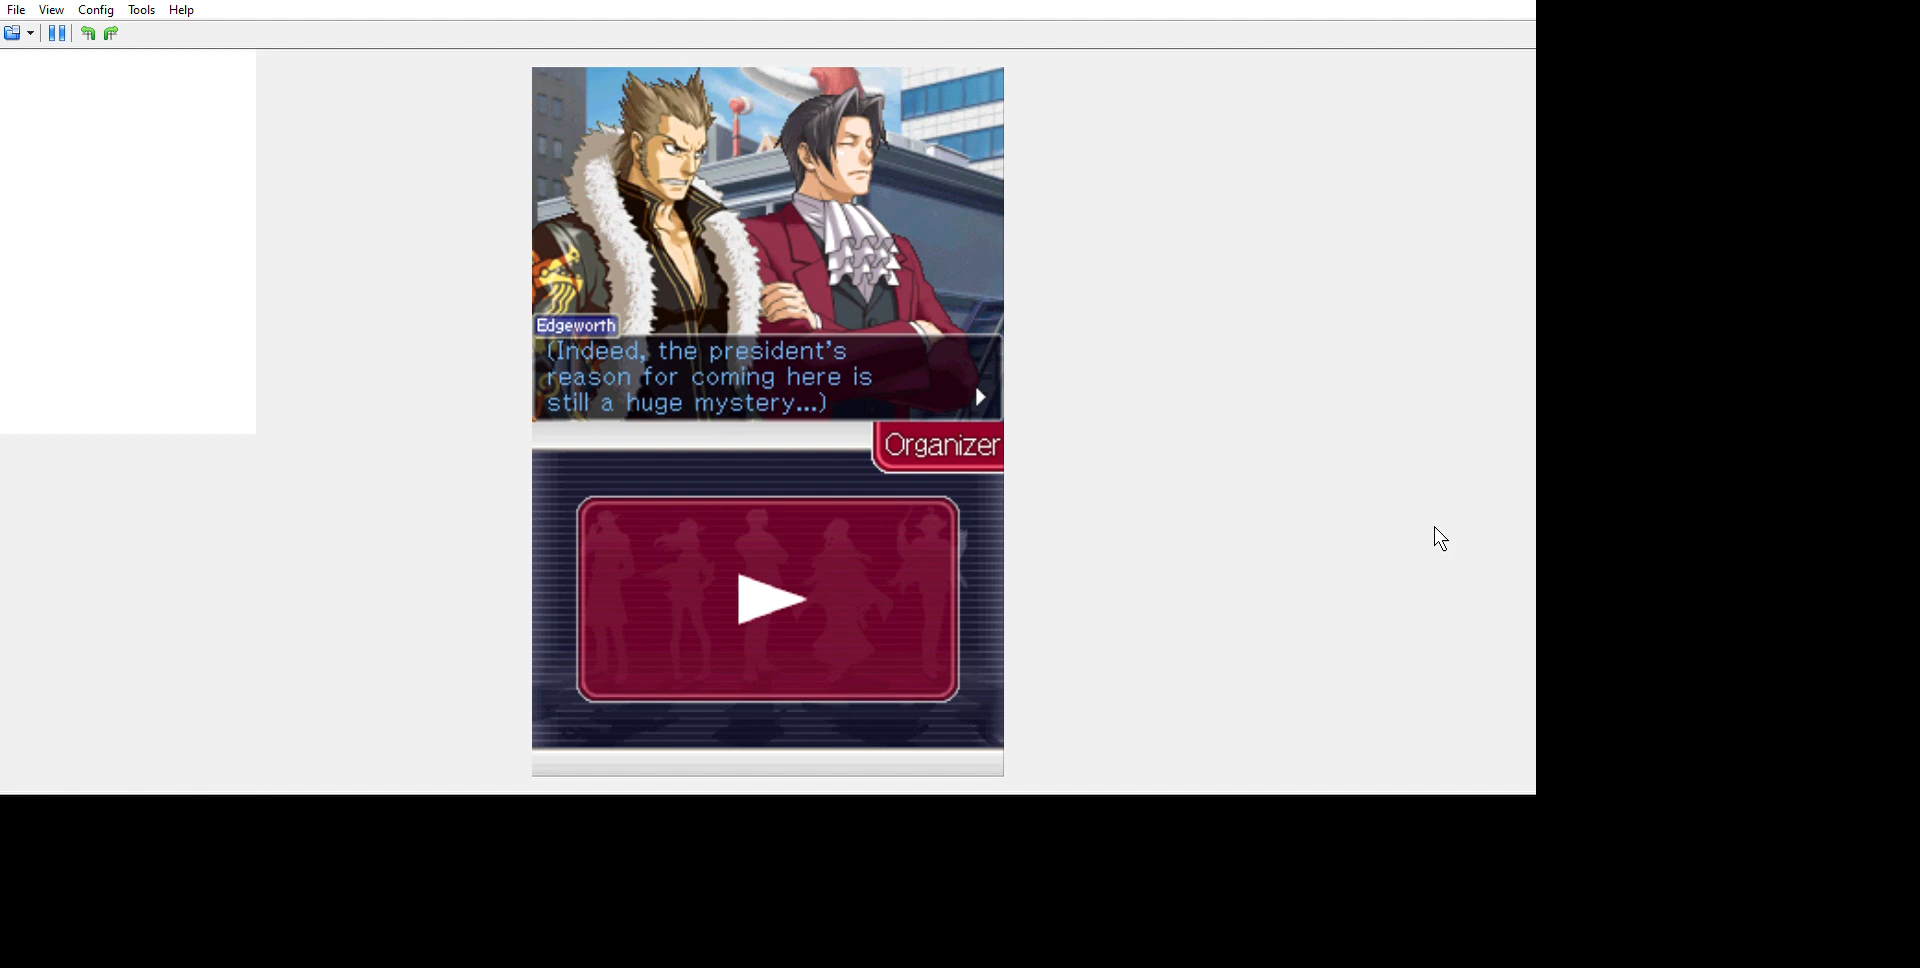 File View Config Tools Help
Edgeworth
(Indeed, the president's
reason for coming here is
still a huge mystery...)
Organizer